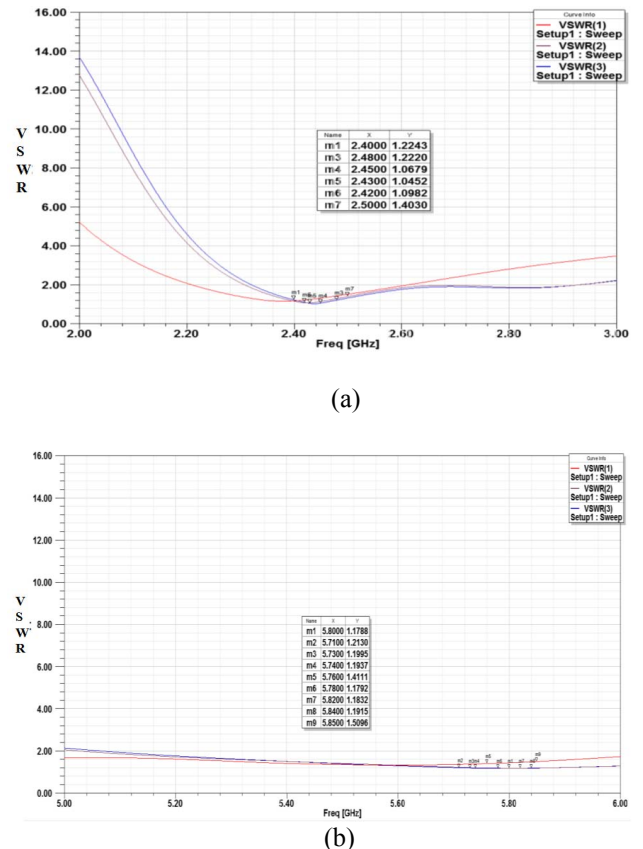 16.00
14.00
12.00
10.00
8.00
6.00
4.00
2.00
0.00
V
S
W
R
Curve Info
VSWR(1)
Setup1 : Sweep
VSWR(2)
Setup1 : Sweep
VSWR(3)
Setup1 : Sweep
Name X Y
m1 2.4000 1.2243
m3 2.4800 1.2220
m4 2.4500 1.0679
m5 2.4300 1.0452
m6 2.4200 1.0982
m7 2.5000 1.4030
m1 m5 m4 m3 m7
2.00 2.20 2.40 2.60 2.80 3.00
Freq [GHz]
(a)
16.00
14.00
12.00
10.00
8.00
6.00
4.00
2.00
0.00
V
S
W
R
Curve Info
VSWR(1)
Setup1 : Sweep
VSWR(2)
Setup1 : Sweep
VSWR(3)
Setup1 : Sweep
Name X Y
m1 5.8000 1.1788
m2 5.7100 1.2130
m3 5.7300 1.1995
m4 5.7400 1.1937
m5 5.7600 1.4111
m6 5.7800 1.1792
m7 5.8200 1.1832
m8 5.8400 1.1915
m9 5.8500 1.5096
5.00 5.20 5.40 5.60 5.80 6.00
Freq [GHz]
(b)